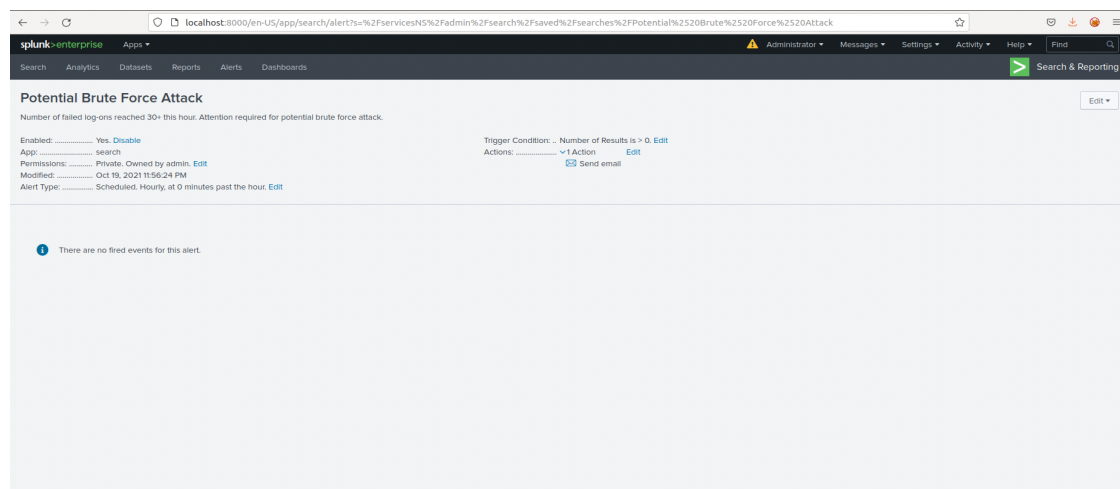 localhost:8000/en-US/app/search/alert?s=%2FservicesNS%2Fadmin%2Fsearch%2Fsaved%2Fsearches%2FPotential%2520Brute%2520Force%2520Attack
splunk>enterprise Apps Administrator Messages Settings Activity Help Find
Search Analytics Datasets Reports Alerts Dashboards Search & Reporting
Potential Brute Force Attack Edit
Number of failed log-ons reached 30+ this hour. Attention required for potential brute force attack.
Enabled: .................. Yes. Disable Trigger Condition: .. Number of Results is > 0. Edit
App: ......................... search Actions: ................... 1 Action Edit
Permissions: ........... Private. Owned by admin. Edit Send email
Modified: ................. Oct 19, 2021 11:56:24 PM
Alert Type: ............... Scheduled. Hourly, at 0 minutes past the hour. Edit
There are no fired events for this alert.